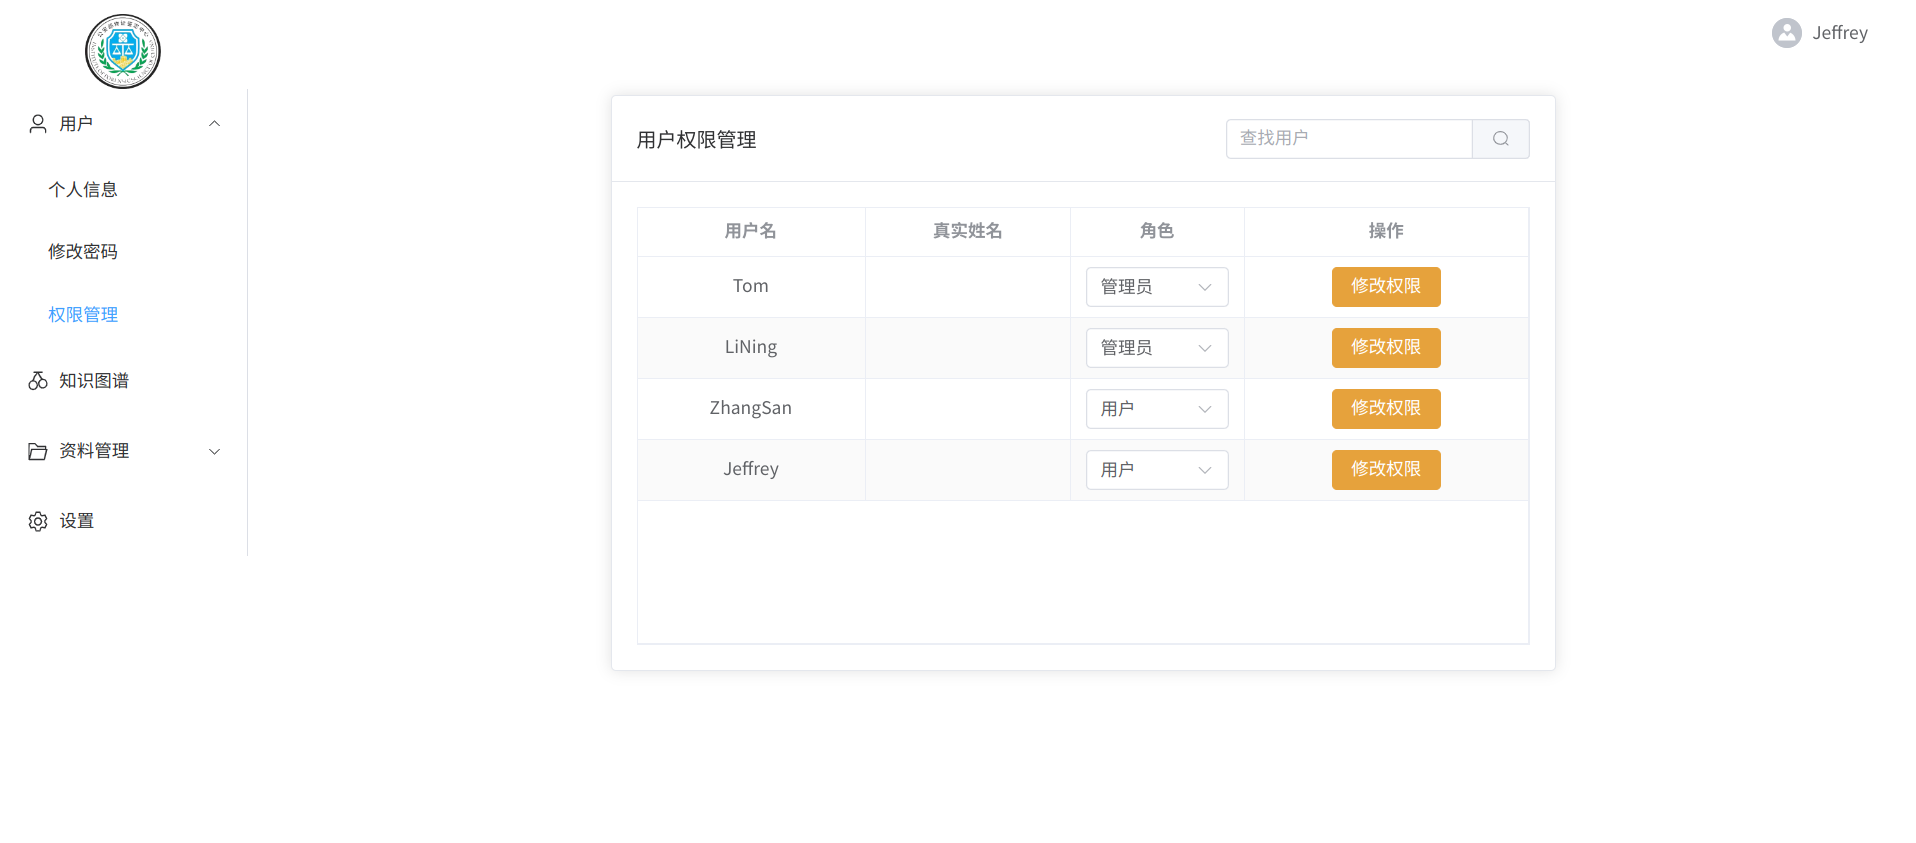 Jeffrey
用户
个人信息
修改密码
权限管理
知识图谱
资料管理
设置
用户权限管理
查找用户
用户名 真实姓名 角色 操作
Tom 管理员 修改权限
LiNing 管理员 修改权限
ZhangSan 用户 修改权限
Jeffrey 用户 修改权限